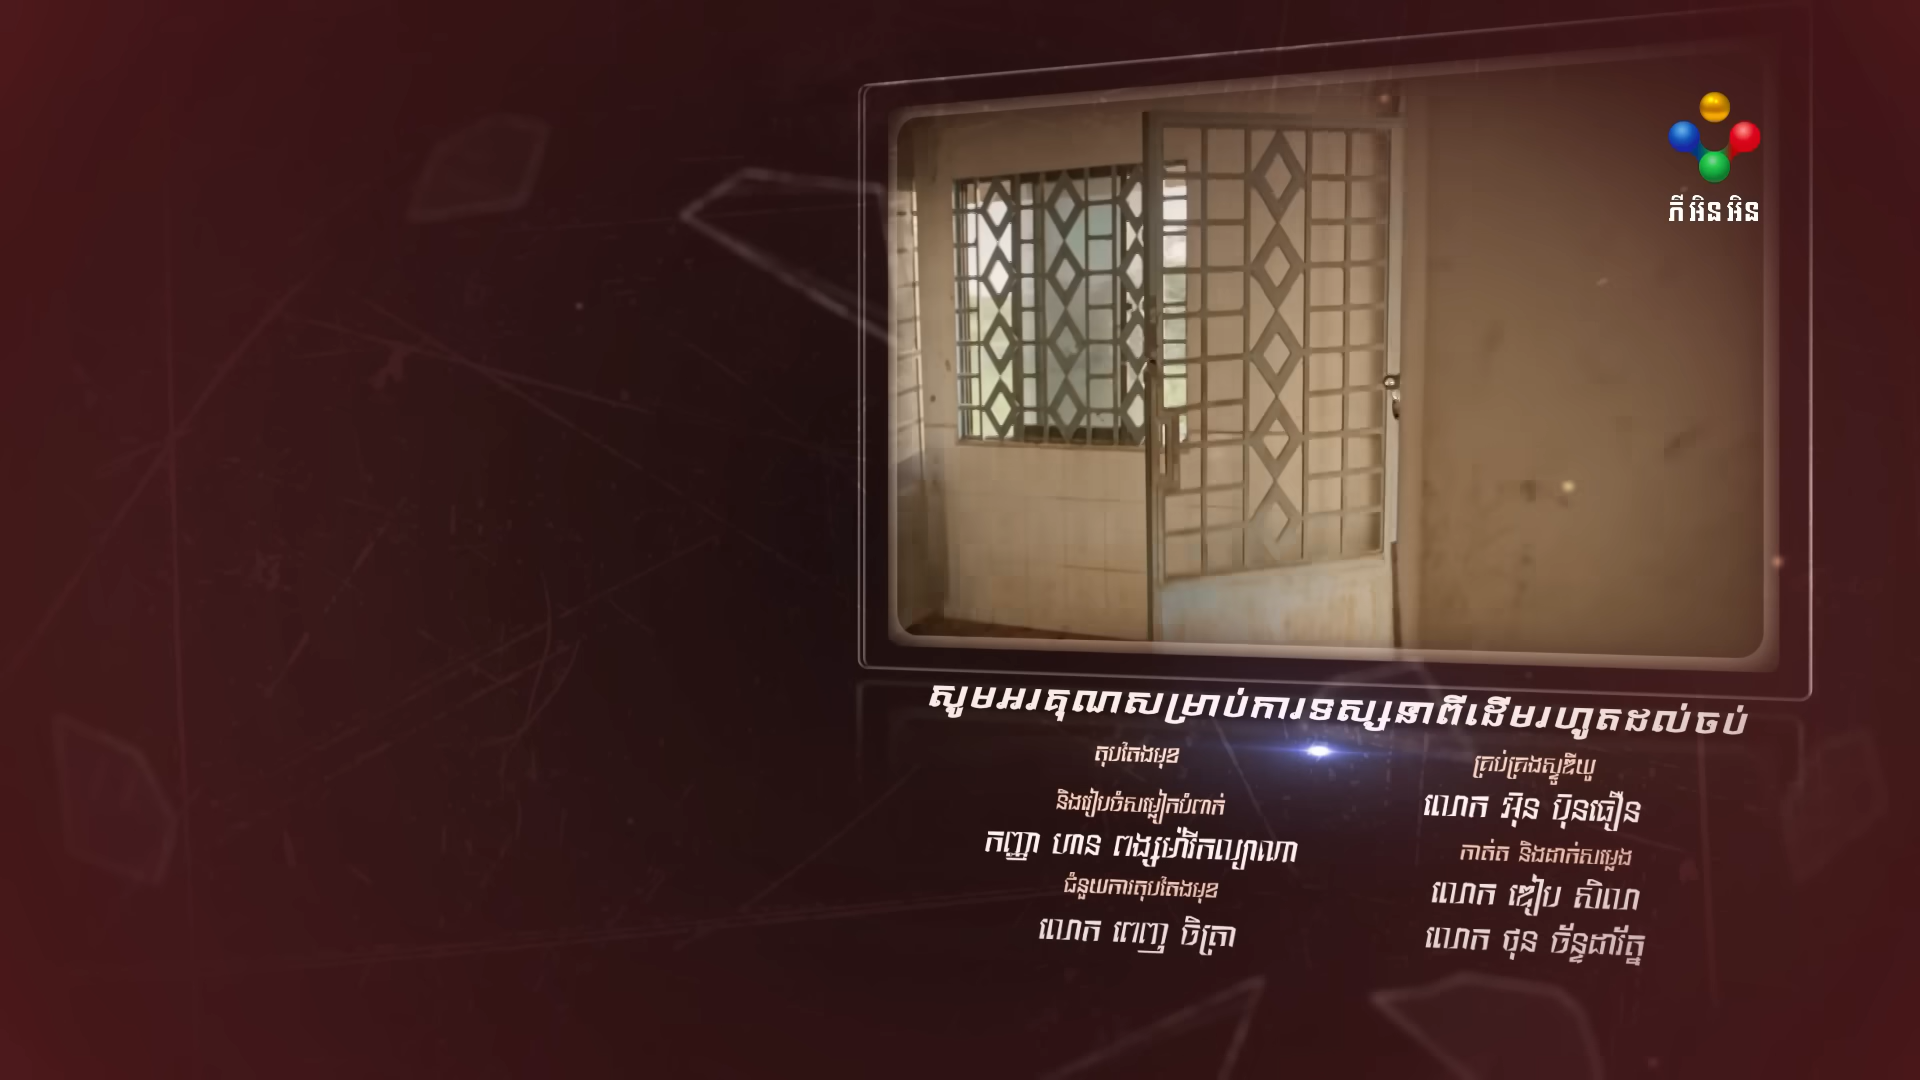 ភីអិនអិន
សូមអរគុណសម្រាប់ការទស្សនាពីដើមរហូតដល់ចប់
តុបតែងមុខ
និងរៀបចំសម្លៀកបំពាក់
កញ្ញា ហាន ពង្សម៉ាវីកល្យាណា
ជំនួយការតុបតែងមុខ
លោក ពេញ ចិត្រា
គ្រប់គ្រងស្ទូឌីយូ
លោក អ៊ុន ប៊ុនធឿន
កាត់ត និងដាក់សម្លេង
លោក ឌៀប សិលា
លោក ថុន ច័ន្ទដារ័ត្ន